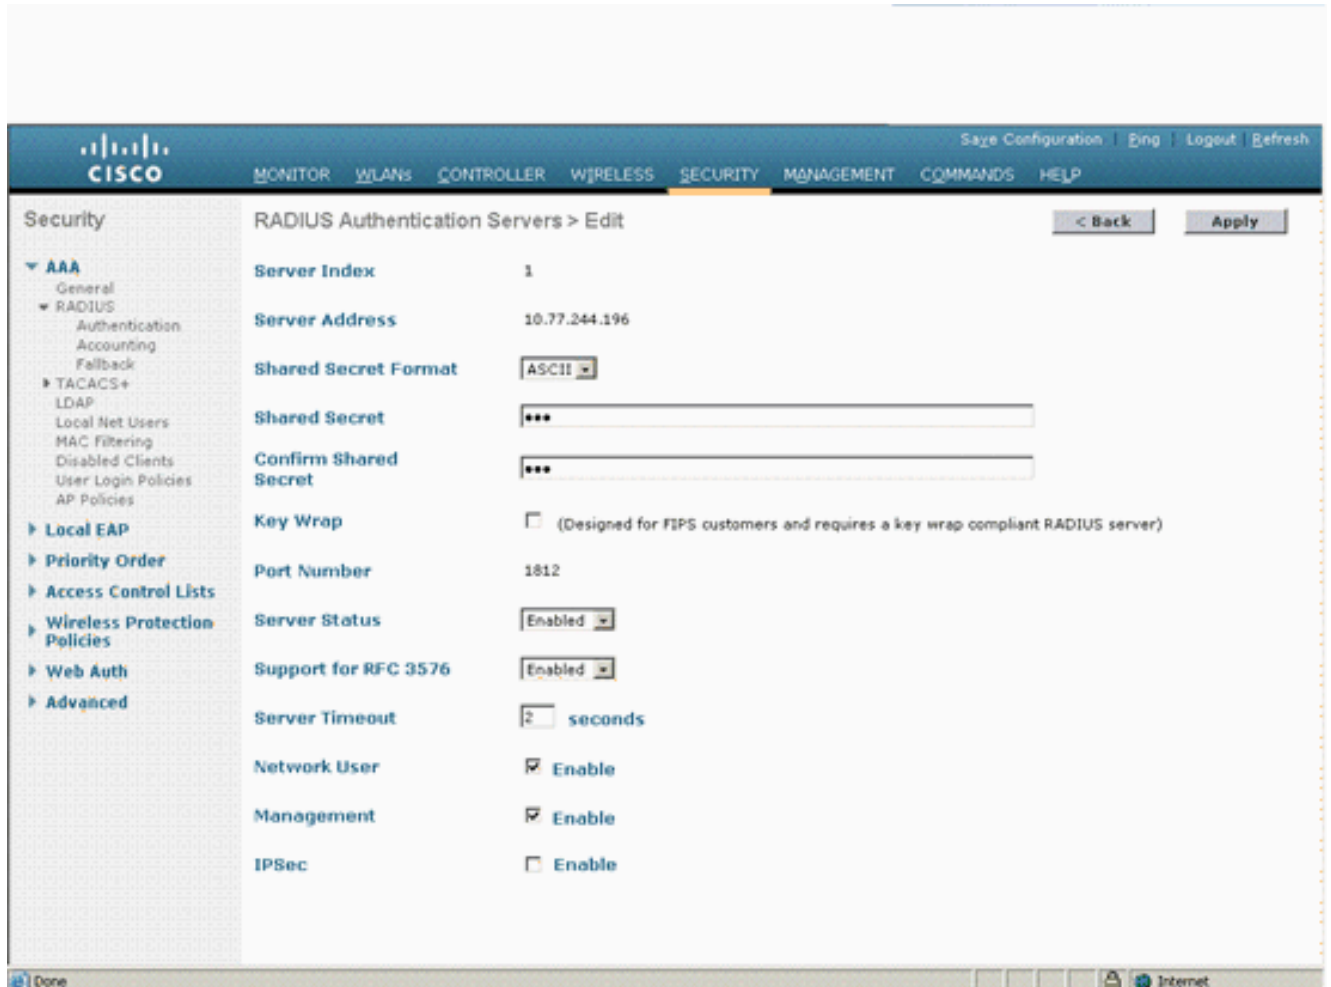 Save Configuration | Ping | Logout | Refresh
CISCO
MONITOR WLANs CONTROLLER WIRELESS SECURITY MANAGEMENT COMMANDS HELP
Security
AAA
General
RADIUS
Authentication
Accounting
Fallback
TACACS+
LDAP
Local Net Users
MAC Filtering
Disabled Clients
User Login Policies
AP Policies
Local EAP
Priority Order
Access Control Lists
Wireless Protection
Policies
Web Auth
Advanced
RADIUS Authentication Servers > Edit
< Back
Apply
Server Index 1
Server Address 10.77.244.196
Shared Secret Format ASCII
Shared Secret •••
Confirm Shared
Secret •••
Key Wrap (Designed for FIPS customers and requires a key wrap compliant RADIUS server)
Port Number 1812
Server Status Enabled
Support for RFC 3576 Enabled
Server Timeout 2 seconds
Network User Enable
Management Enable
IPSec Enable
Done
Internet